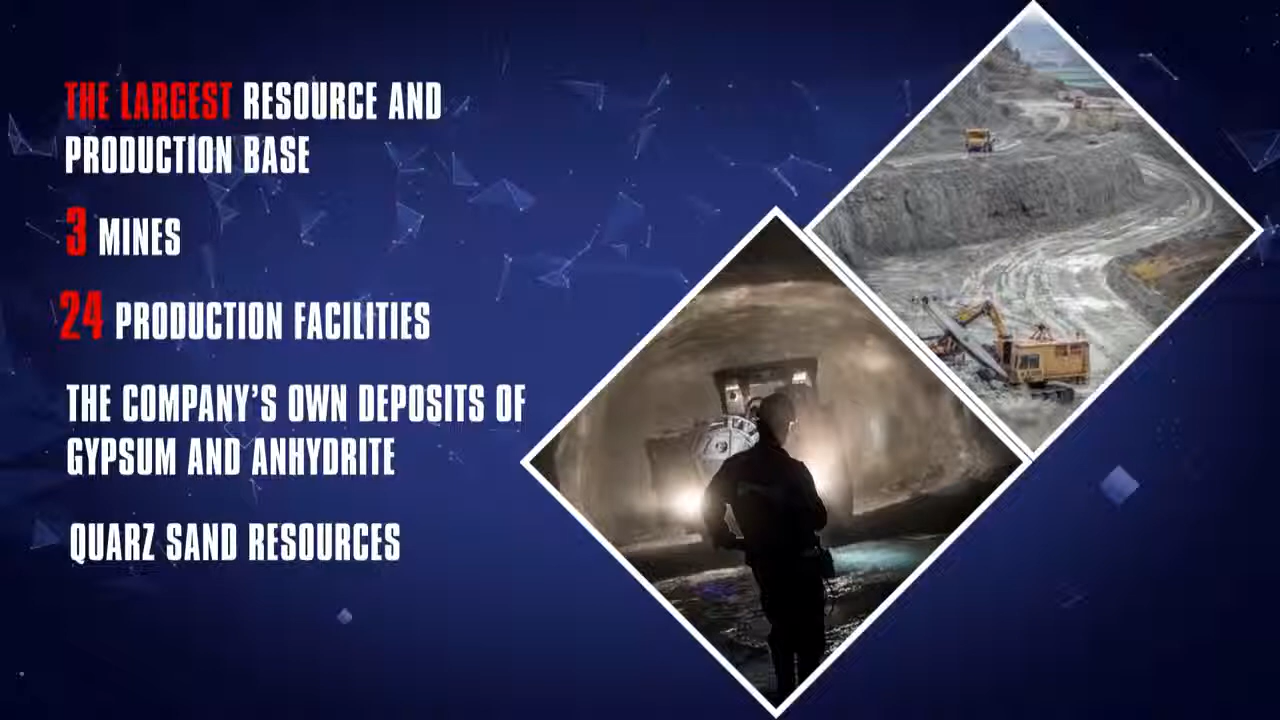 THE LARGEST RESOURCE AND
PRODUCTION BASE
3 MINES
24 PRODUCTION FACILITIES
THE COMPANY'S OWN DEPOSITS OF
GYPSUM AND ANHYDRITE
QUARZ SAND RESOURCES